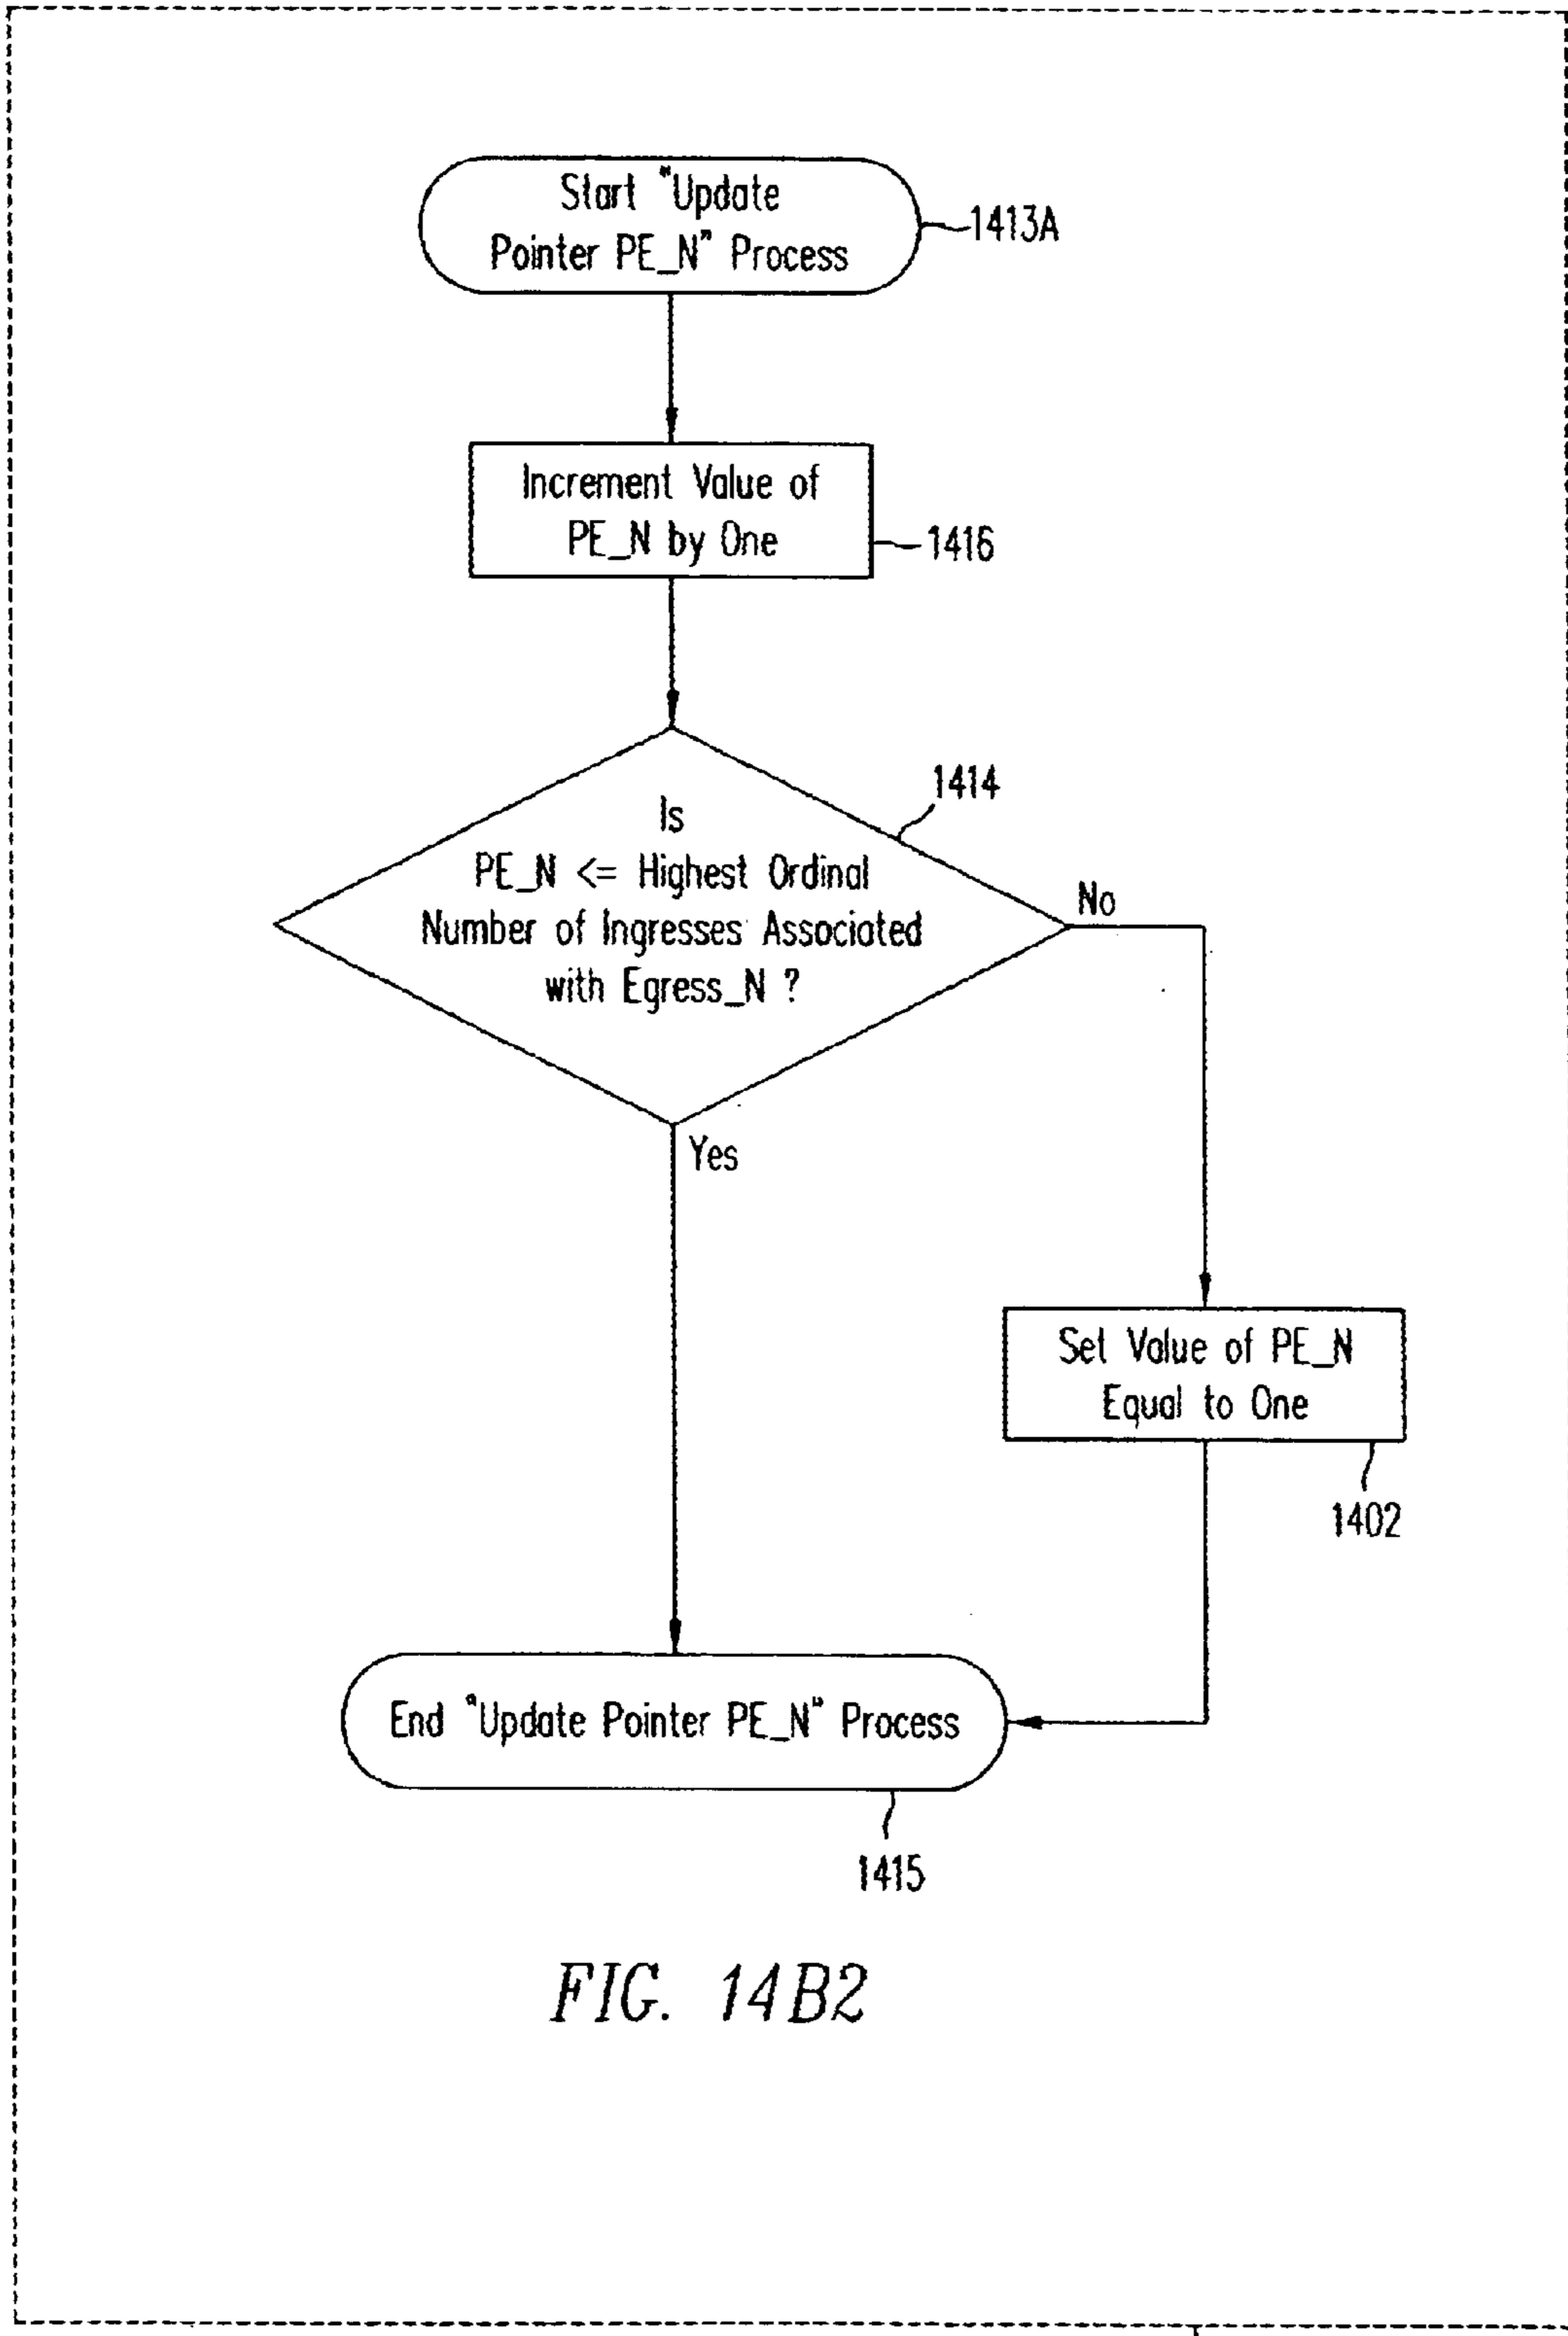 Start "Update
Pointer PE_N" Process
1413A
Increment Value of
PE_N by One
1416
1414
Is
PE_N <= Highest Ordinal
Number of Ingresses Associated
with Egress_N ?
No
Yes
Set Value of PE_N
Equal to One
1402
End "Update Pointer PE_N" Process
1415
FIG. 14B2